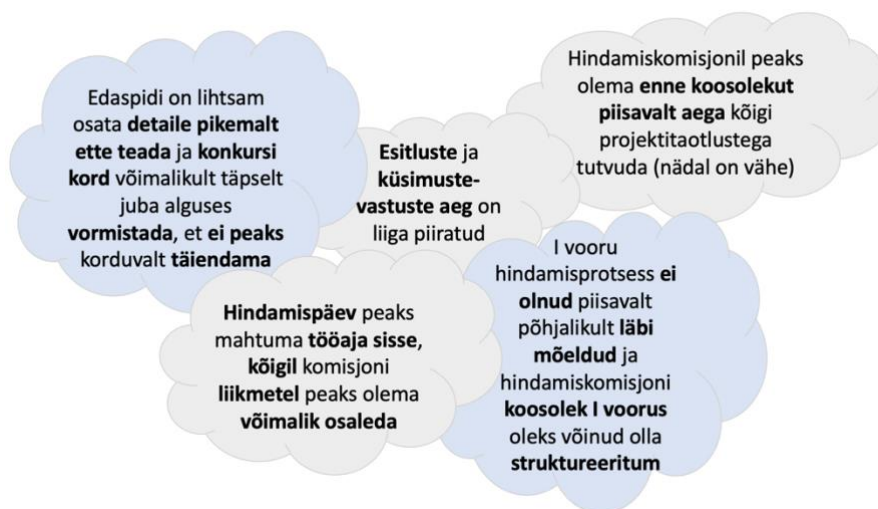 Edaspidi on lihtsam
osata detaile pikemalt
ette teada ja konkursi
kord võimalikult täpselt
juba alguses
vormistada, et ei peaks
korduvalt täiendama
Esitluste ja
küsimuste-
vastuste aeg on
liiga piiratud
Hindamiskomisjonil peaks
olema enne koosolekut
piisavalt aega kõigi
projektitaotlustega
tutvuda (nädal on vähe)
Hindamispäev peaks
mahtuma tööaja sisse,
kõigil komisjoni
liikmetel peaks olema
võimalik osaleda
I vooru
hindamisprotsess ei
olnud piisavalt
põhjalikult läbi
mõeldud ja
hindamiskomisjoni
koosolek I voorus
oleks võinud olla
struktureeritum